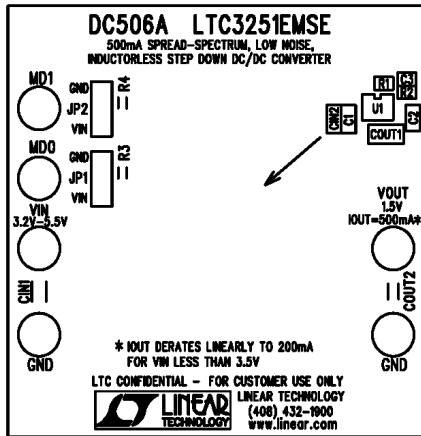 DC506A LTC3251EMSE
500mA SPREAD-SPECTRUM, LOW NOISE,
INDUCTORLESS STEP DOWN DC/DC CONVERTER
MD1
GND
JP2
VIN
R4
MD0
GND
JP1
VIN
R3
R1
C3
R2
U1
CIN2
C1
C2
COUT1
VIN
3.2V-5.5V
VOUT
1.5V
IOUT=500mA*
CIN1
COUT2
GND
GND
* IOUT DERATES LINEARLY TO 200mA
FOR VIN LESS THAN 3.5V
LTC CONFIDENTIAL - FOR CUSTOMER USE ONLY
LT LINEAR
TECHNOLOGY
LINEAR TECHNOLOGY
(408) 432-1900
www.linear.com